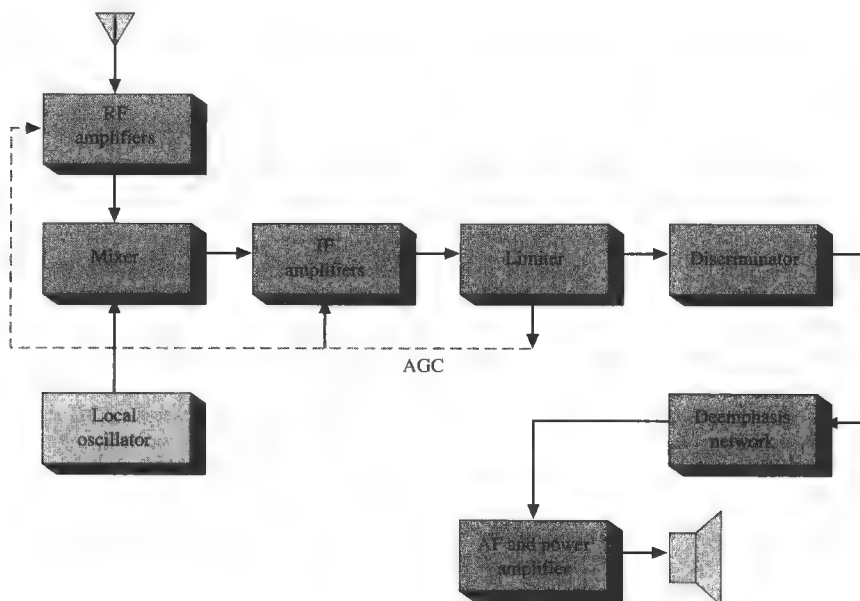 RF
amplifiers
Mixer
IF
amplifiers
Limiter
Discriminator
AGC
Local
oscillator
Deemphasis
network
AF and power
amplifier